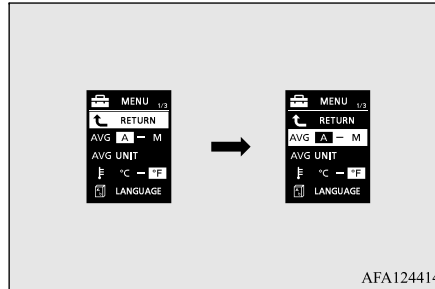 MENU 1/3
RETURN
AVG A – M
AVG UNIT
°C – °F
LANGUAGE
MENU 1/3
RETURN
AVG A – M
AVG UNIT
°C – °F
LANGUAGE
AFA124414